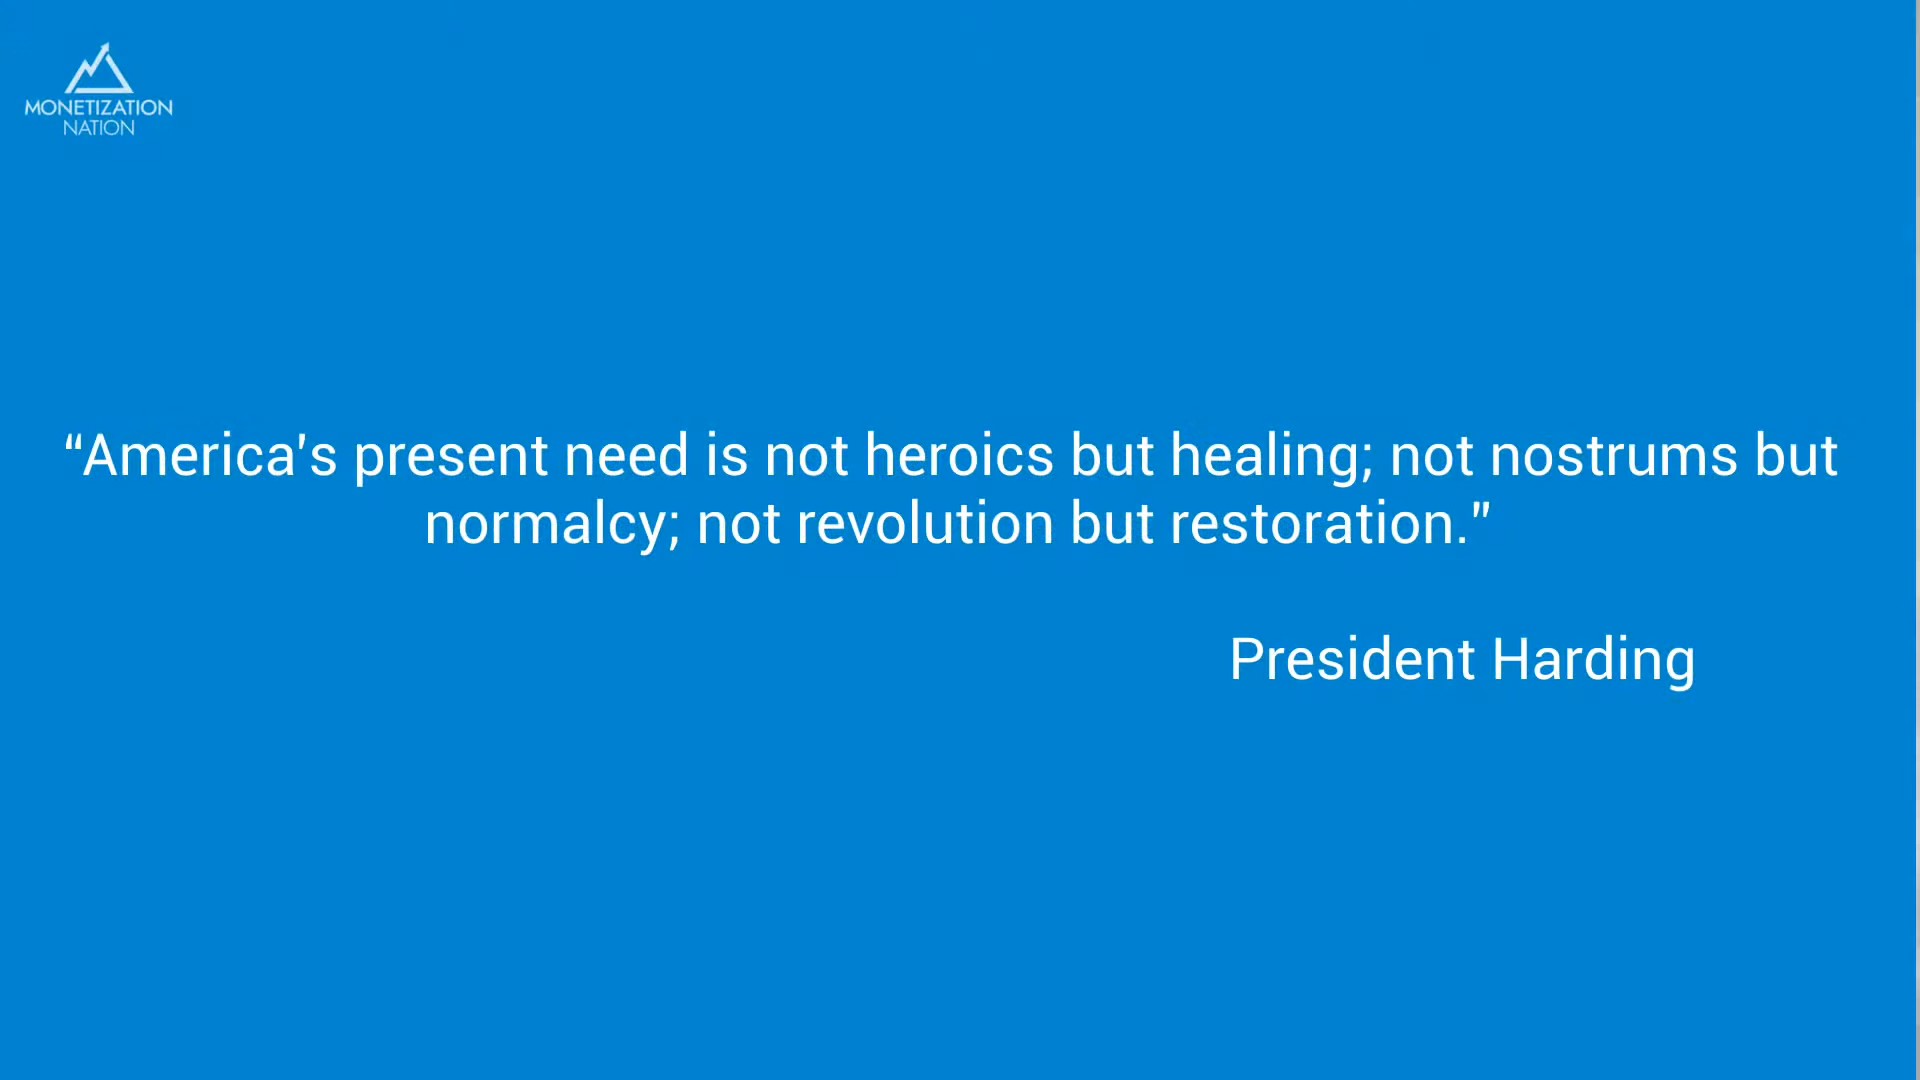 MONETIZATION
NATION
“America's present need is not heroics but healing; not nostrums but
normalcy; not revolution but restoration.”
President Harding